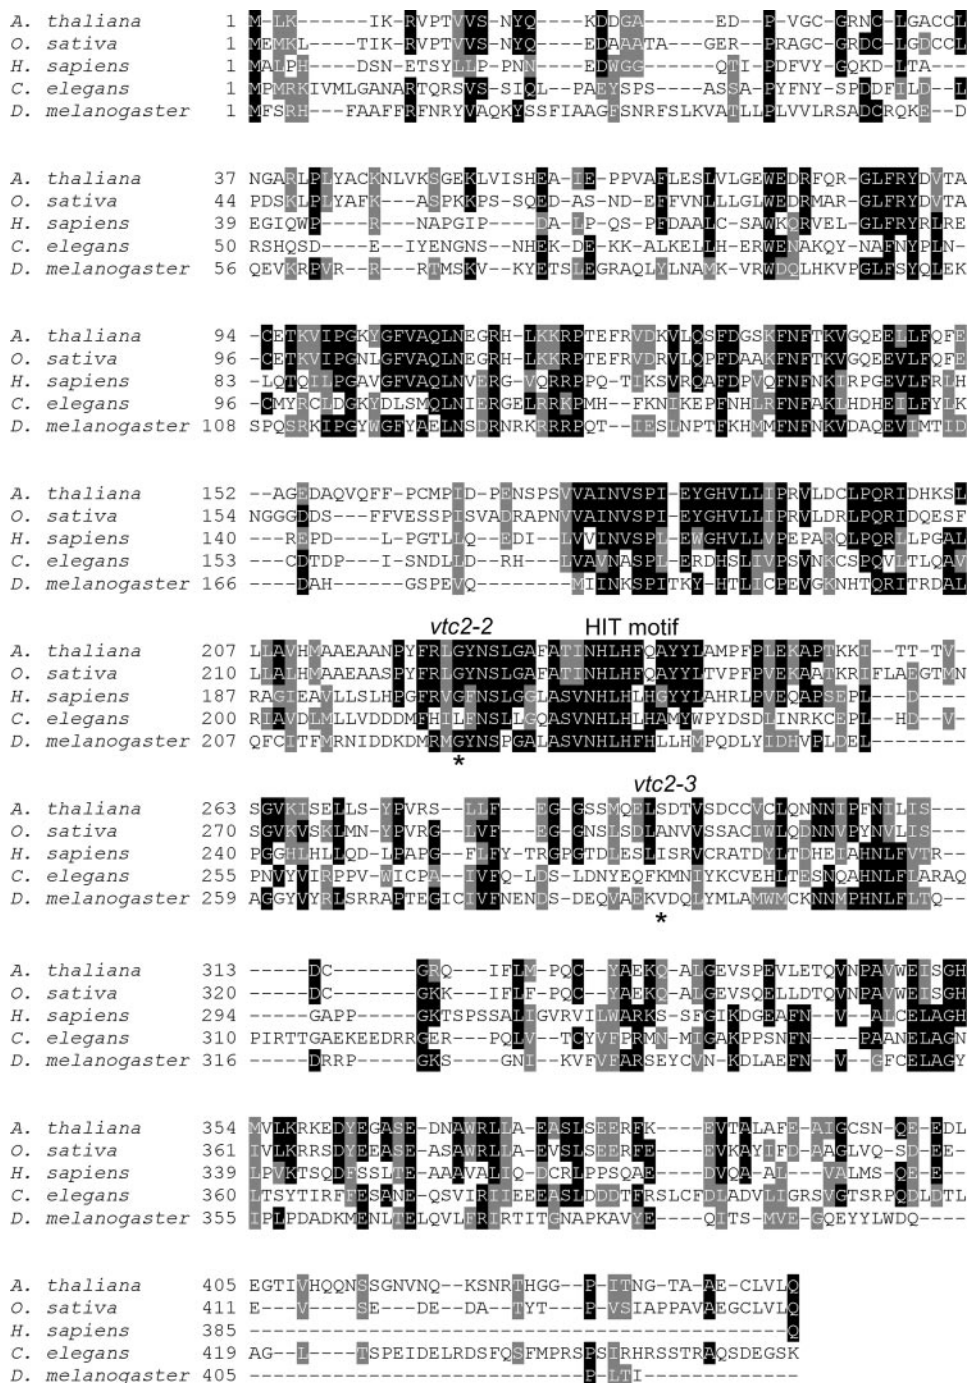 A. thaliana 1 M-LK------IK-RVPTVVS-NYQ----KDDGA------ED--P-VGC-GRNC-LGACCL
O. sativa 1 MEMKL----TIK-RVPTVVS-NYQ----EDAAATA---GER--PRAGC-GRDC-LGDCCL
H. sapiens 1 MALPH----DSN-ETSYLLP-PNN----EDWGG-----QTI-PDFVY-GQKD-LTA---
C. elegans 1 MPMRKIVMLGANARTQRSVS-SIQL--PAEYSPS----ASSA-PYFNY-SPDDFILD--L
D. melanogaster 1 MFSRH----FAAFFRFNRYVAQKYSSFIAAGFSNRFSLKVATLLPLVVLRSADCRQKE--D
A. thaliana 37 NGARLPLYACKNLVKSGEKLVISHEA-IE-PPVAFLESLVLGEWEDRFQR-GLFRYDVTA
O. sativa 44 PDSKLPLYAFK--ASPKKPS-SQED-AS-ND-EFFVNLLLGLWEDRMAR-GLFRYDVTA
H. sapiens 39 EGIQWP----R---NAPGIP----DA-LP-QS-PFDAALC-SAWKQRVEL-GLFRYRLRE
C. elegans 50 RSHQSD----E--IYENGNS--NHEK-DE-KK-ALKELLH-ERWENAKQY-NAFNYPLN-
D. melanogaster 56 QEVKRPVR--R---RTMSKV--KYETSLEGRAQLYLNAMK-VRWDQLHKVPGLFSYQLEK
A. thaliana 94 -CETKVIPGKYGFVAQLNEGRH-LKKRPTEFRVDKVLQSFDGSKFNFTKVGQEELLFQFE
O. sativa 96 -CETKVIPGNLGFVAQLNEGRH-LKKRPTEFRVDRVLQPFDAAKFNFTKVGQEEVLFQFE
H. sapiens 83 -LQTQILPGAVGFVAQLNVERG-VQRRPPQ-TIKSVRQAFDPVQFNFNKIRPGEVLFRLH
C. elegans 96 -CMYRCLDGKYDLSMQLNIERGELRRKPMH--FKNIKEPFNHLRFNFAKLHDHEILFYLK
D. melanogaster 108 SPQSRKIPGYWGFYAELNSDRNRKRRRPQT--IESLNPTFKHMMFNFNKVDAQEVIMTID
A. thaliana 152 --AGEDAQVQFF-PCMPID-PENSPSVVAINVSPI-EYGHVLLIPRVLDCLPQRIDHKSL
O. sativa 154 NGGGDDS--FFVESSPISVADRAPNVVAINVSPI-EYGHVLLIPRVLDRLPQRIDQESF
H. sapiens 140 ---REPD---L-PGTLLQ--EDI--LVVINVSPL-EWGHVLLVPEPARQLPQRLLPGAL
C. elegans 153 ---CDTDP---I-SNDLLD--RH--LVAVNASPL-ERDHSLIVPSVNKCSPQVLTLQAV
D. melanogaster 166 ----DAH----GSPEVQ--------MIINKSPITKY-HTLICPEVGKNHTQRITRDAL
vtc2-2 HIT motif
A. thaliana 207 LLAVHMAAEAANPYFRLGYNSLGAFATINHLHFQAYYLAMPFPLEKAPTKKI--TT-TV-
O. sativa 210 LLALHMAAEAASPYFRLGYNSLGAFATINHLHFQAYYLTVPFPVEKAATKRIFLAEGTMN
H. sapiens 187 RAGIEAVLLSLHPGFRVGFNSLGGLASVNHLHLHGYYLAHRLPVEQAPSEPL--D----
C. elegans 200 RIAVDLMLLVDDDMFHILFNSLLGQASVNHLHLHAMYWPYDSDLINRKCEPL--HD--V-
D. melanogaster 207 QFCITFMRNIDDKDMRMGYNSPGALASVNHLHFHLLHMPQDLYIDHVPLDEL--------
*
vtc2-3
A. thaliana 263 SGVKISELLS-YPVRS--LLF---EG-GSSMQELSDTVSDCCVCLQNNNIPFNILIS---
O. sativa 270 SGVKVSKLMN-YPVRG--LVF---EG-GNSLSDLANVVSSACIWLQDNNVPYNVLIS---
H. sapiens 240 PGGHLHLLQD-LPAPG--FLFY-TRGPGTDLESLISRVCRATDYLTDHEIAHNLFVTR--
C. elegans 255 PNVYVIRPPV-WICPA--IVFQ-LDS-LDNYEQFKMNIYKCVEHLTESNQAHNLFLARAQ
D. melanogaster 259 AGGYVYRLSRRAPTEGICIVFNENDS-DEQVAEKVDQLYMLAMWMCKNNMPHNLFLTQ--
*
A. thaliana 313 -----DC-------GRQ---IFLM-PQC--YAEKQ-ALGEVSPEVLETQVNPAVWEISGH
O. sativa 320 -----DC-------GKK---IFLF-PQC--YAEKQ-ALGEVSQELLDTQVNPAVWEISGH
H. sapiens 294 -----GAPP-----GKTSPSSALIGVRVILWARKS-SFGIKDGEAFN--V--ALCELAGH
C. elegans 310 PIRTTGAEKEEDRRGER---PQLV--TCYVFPRMN-MIGAKPPSNFN----PAANELAGN
D. melanogaster 316 -----DRRP-----GKS----GNI--KVFVFARSEYCVN-KDLAEFN--V--GFCELAGY
A. thaliana 354 MVLKRKEDYEGASE-DNAWRLLA-EASLSEERFK----EVTALAFE-AIGCSN-QE-EDL
O. sativa 361 IVLKRRSDYEEASE-ASAWRLLA-EVSLSEERFE----EVKAYIFD-AAGLVQ-SD-EE-
H. sapiens 339 LPVKTSQDFSSLTE-AAAVALIQ-DCRLPPSQAE----DVQAA-AL---VALMS-QE-E-
C. elegans 360 LTSYTIRFFESANE-QSVIRIIEEEASLDDDTFRSLCFDLADVLIGRSVGTSRPQDLDTL
D. melanogaster 355 IPLPDADKMENLTELQVLFRIRTITGNAPKAVYE----QITS-MVE-GQEYYLWDQ----
A. thaliana 405 EGTIVHQQNSSGNVNQ--KSNRTHGG--P-ITNG-TA-AE-CLVLQ
O. sativa 411 E---V----SE--DE-DA--TYT---P-VSIAPPAVAEGCLVLQ
H. sapiens 385 ---------------------------------------------Q
C. elegans 419 AG--L----TSPEIDELRDSFQSFMPRSPSIRHRSSTRAQSDEGSK
D. melanogaster 405 ----------------------------P-LTI-------------